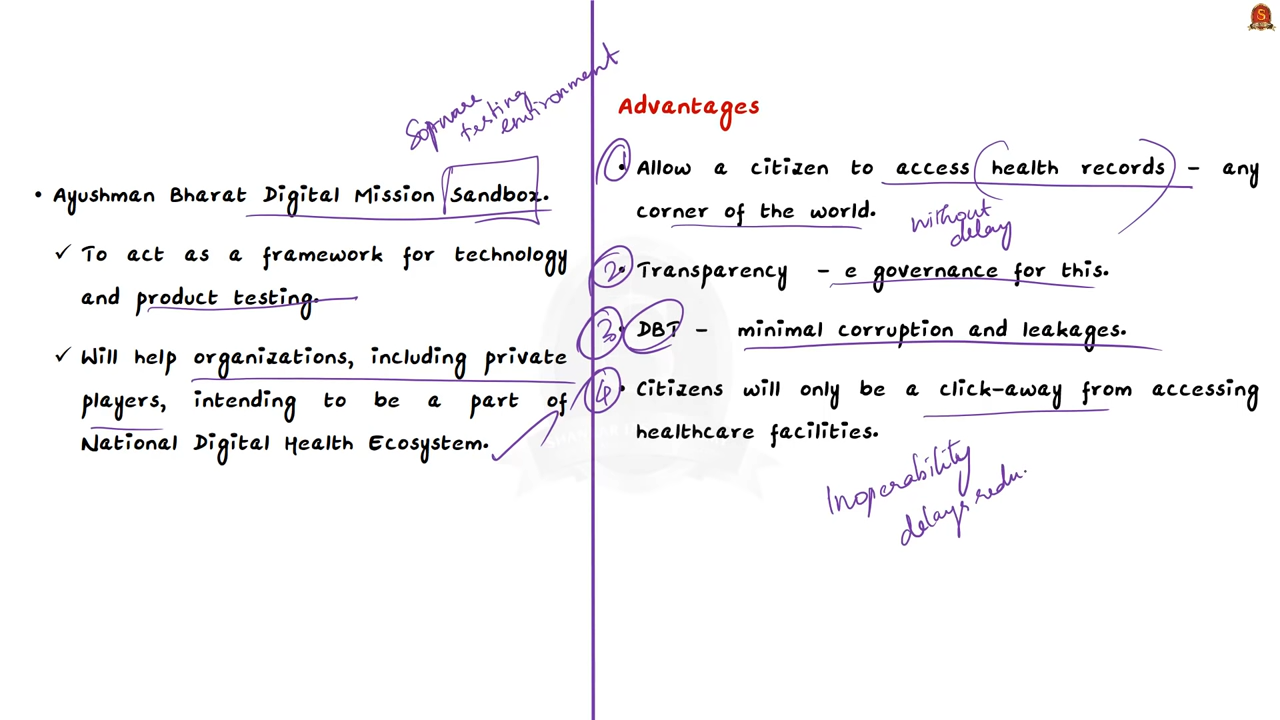 Sopware
testing
environment
• Ayushman Bharat Digital Mission Sandbox.
✓ To act as a framework for technology
and product testing.
✓ Will help organizations, including private
players, intending to be a part of
National Digital Health Ecosystem.
Advantages
1 • Allow a citizen to access health records - any
corner of the world.
without
delay
2 • Transparency - e governance for this.
3 • DBT - minimal corruption and leakages.
4 • Citizens will only be a click-away from accessing
healthcare facilities.
Inoperability
delays redu.